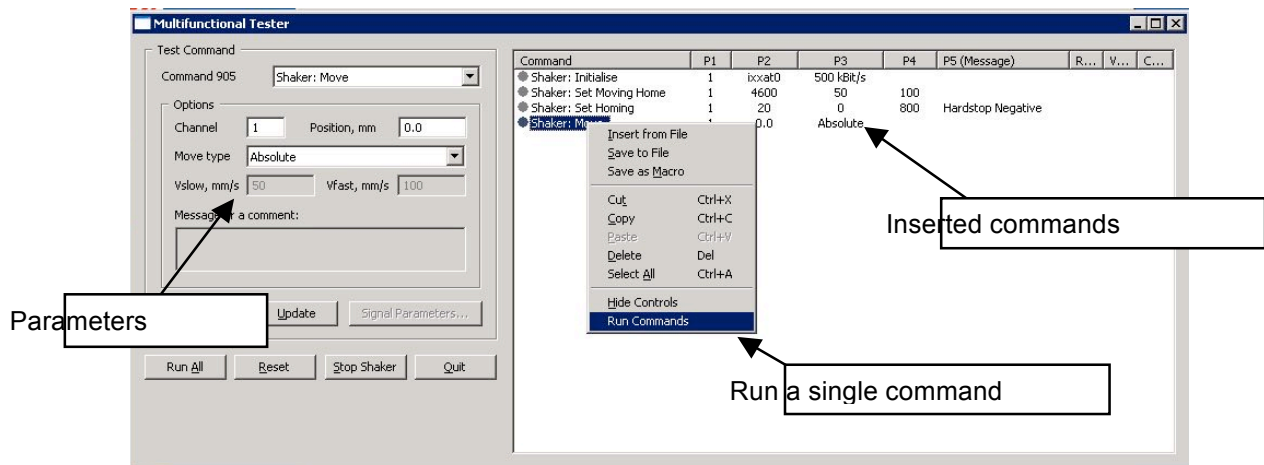 Multifunctional Tester
Test Command
Command 905 Shaker: Move
Options
Channel 1 Position, mm 0.0
Move type Absolute
Vslow, mm/s 50 Vfast, mm/s 100
Message or a comment:
Update Signal Parameters...
Run All Reset Stop Shaker Quit
Parameters
Command P1 P2 P3 P4 P5 (Message) R... V... C...
Shaker: Initialise 1 ixxat0 500 kBit/s
Shaker: Set Moving Home 1 4600 50 100
Shaker: Set Homing 1 20 0 800 Hardstop Negative
Shaker: Move 1 0.0 Absolute
Insert from File
Save to File
Save as Macro
Cut Ctrl+X
Copy Ctrl+C
Paste Ctrl+V
Delete Del
Select All Ctrl+A
Hide Controls
Run Commands
Inserted commands
Run a single command